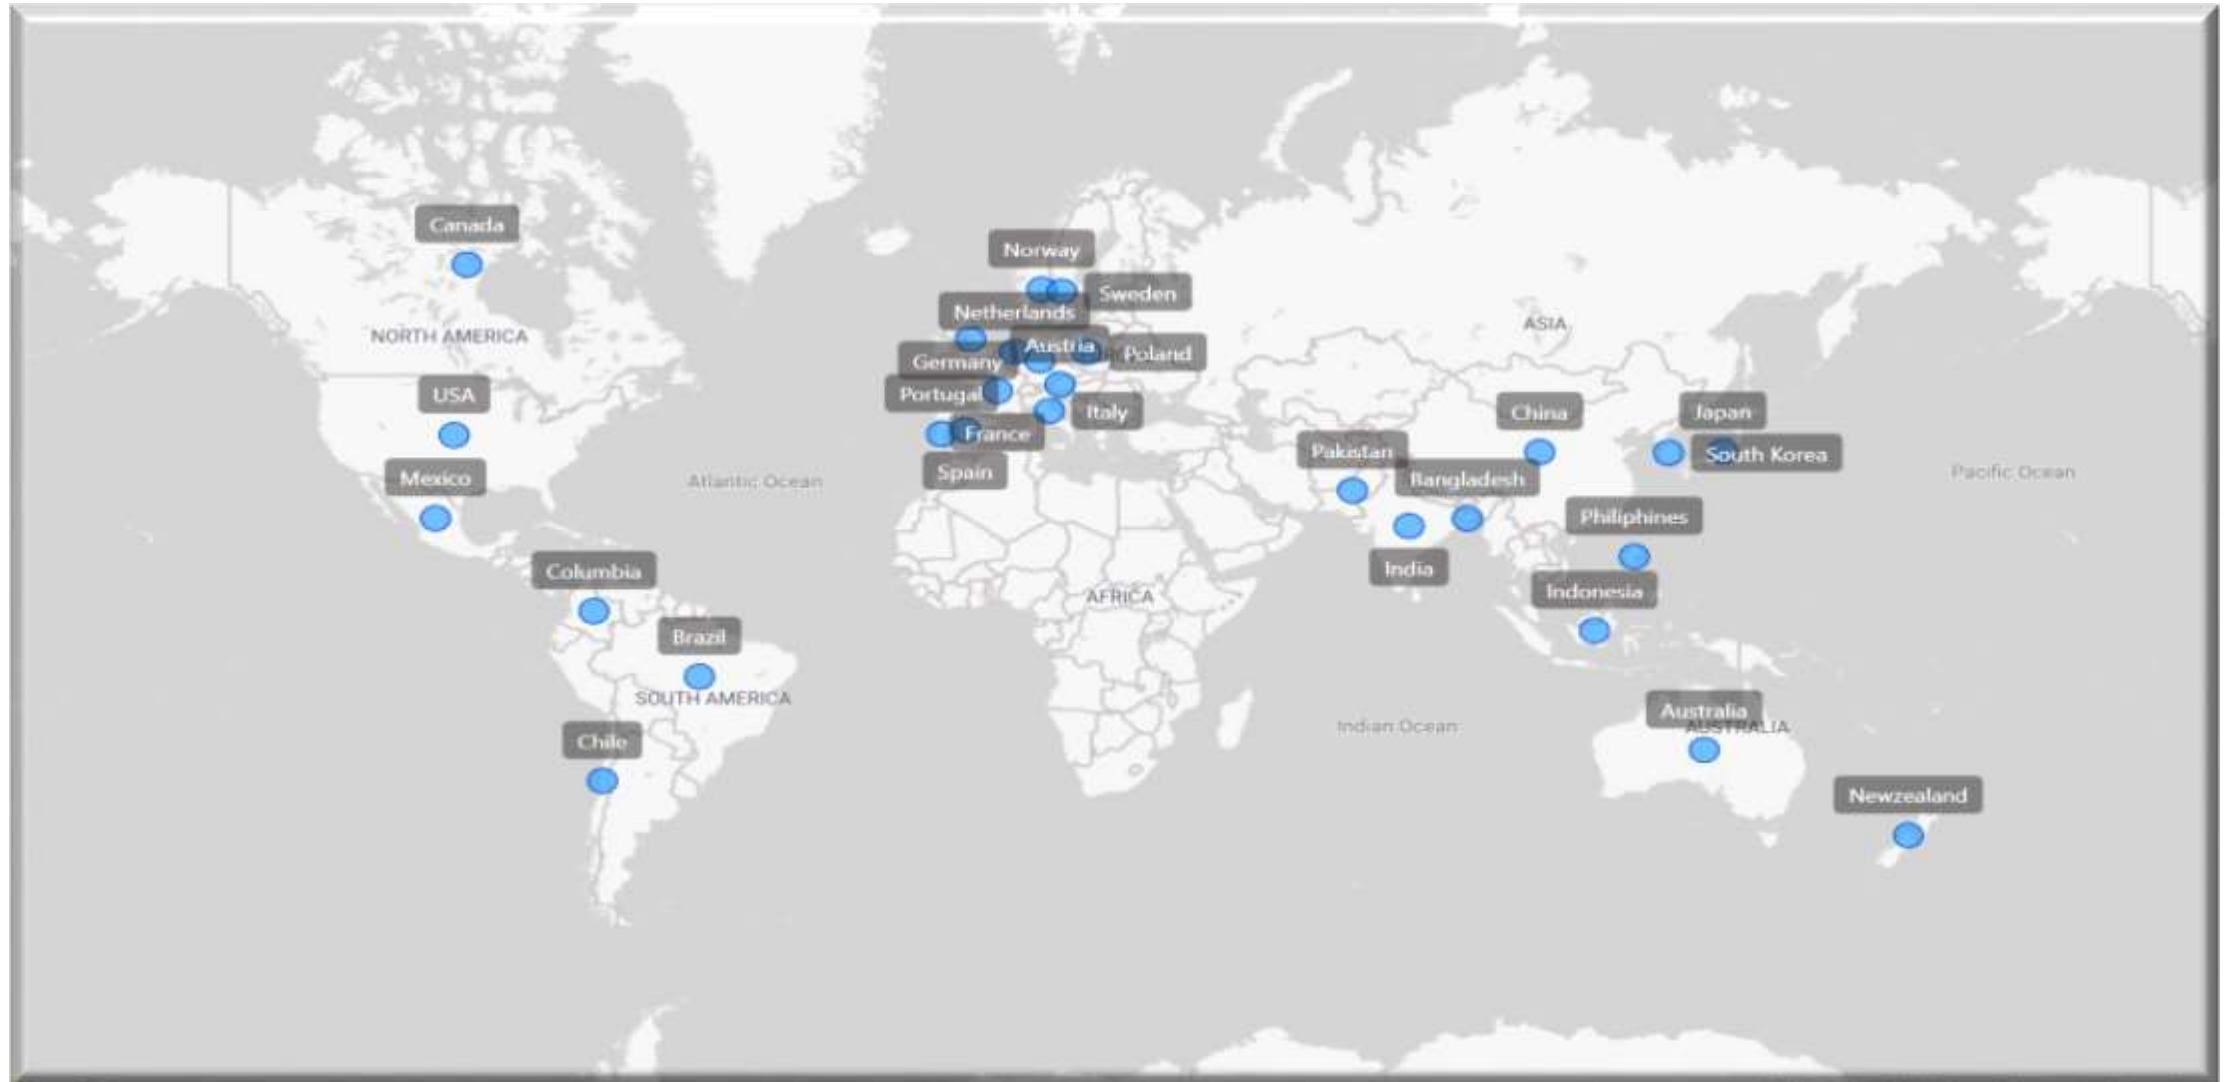 Canada
Norway
Sweden
Netherlands
ASIA
NORTH AMERICA
Austria
Poland
Germany
USA
Portugal
Italy
China
Japan
France
Pakistan
South Korea
Spain
Pacific Ocean
Mexico
Bangladesh
Atlantic Ocean
Philiphines
India
Columbia
Indonesia
AFRICA
Brazil
SOUTH AMERICA
Australia
AUSTRALIA
Indian Ocean
Chile
Newzealand